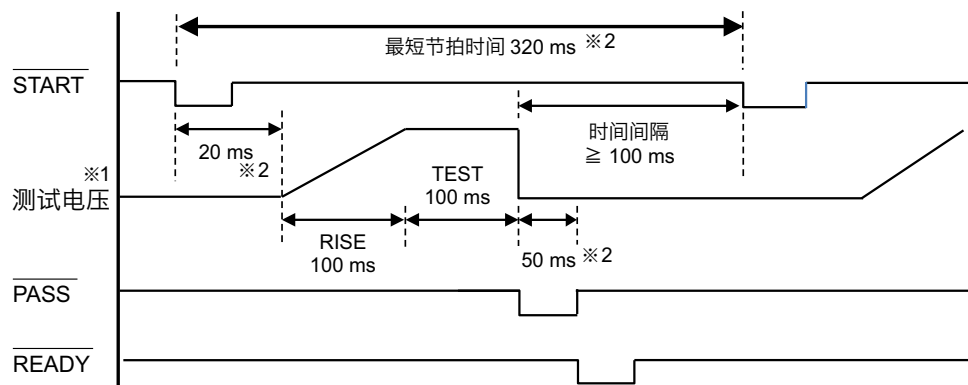 最短节拍时间 320 ms ※2
START
20 ms ※2
时间间隔
≧ 100 ms
※1
测试电压
TEST
100 ms
RISE
100 ms
50 ms ※2
PASS
READY